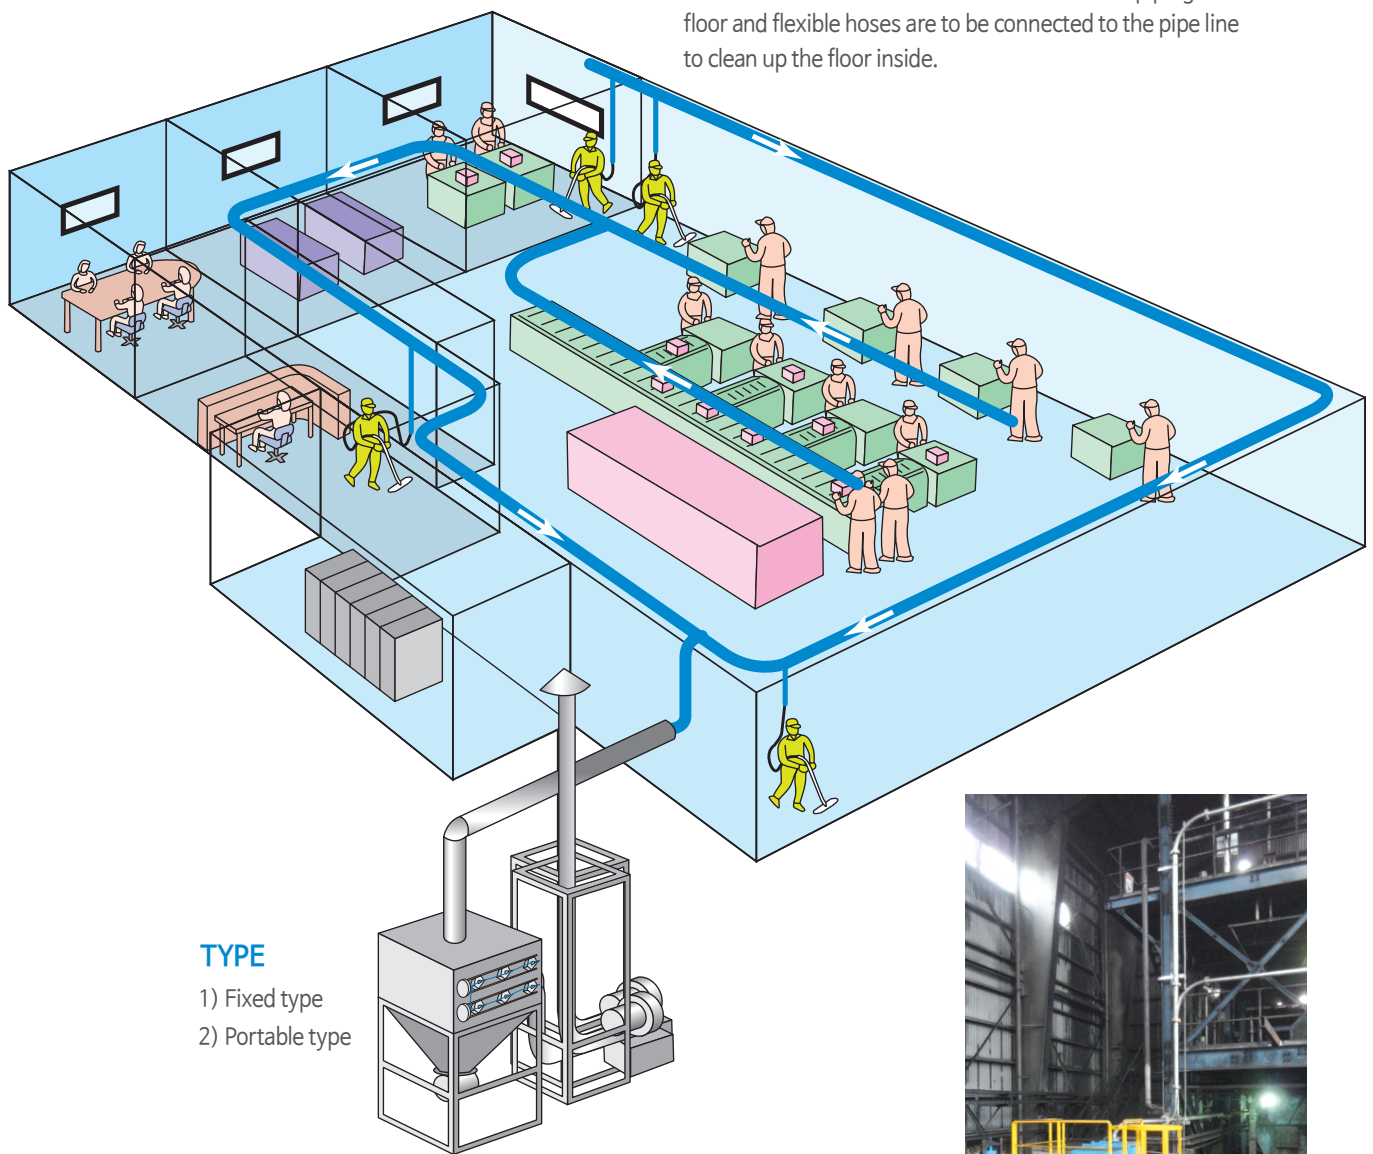 floor and flexible hoses are to be connected to the pipe line
to clean up the floor inside.
TYPE
1) Fixed type
2) Portable type